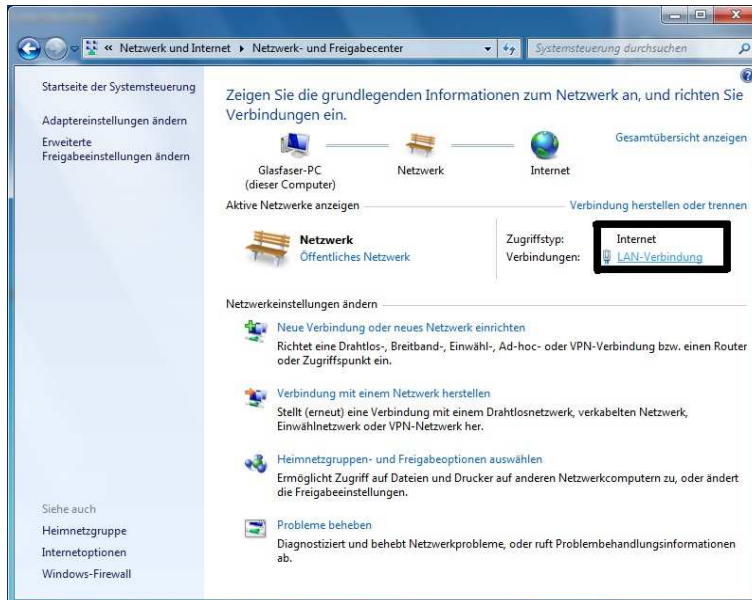 « Netzwerk und Internet ▸ Netzwerk- und Freigabecenter
Systemsteuerung durchsuchen
Startseite der Systemsteuerung
Adaptereinstellungen ändern
Erweiterte
Freigabeeinstellungen ändern
Zeigen Sie die grundlegenden Informationen zum Netzwerk an, und richten Sie
Verbindungen ein.
Gesamtübersicht anzeigen
Glasfaser-PC
(dieser Computer)
Netzwerk
Internet
Aktive Netzwerke anzeigen
Verbindung herstellen oder trennen
Netzwerk
Öffentliches Netzwerk
Zugriffstyp: Internet
Verbindungen: LAN-Verbindung
Netzwerkeinstellungen ändern
Neue Verbindung oder neues Netzwerk einrichten
Richtet eine Drahtlos-, Breitband-, Einwähl-, Ad-hoc- oder VPN-Verbindung bzw. einen Router
oder Zugriffspunkt ein.
Verbindung mit einem Netzwerk herstellen
Stellt (erneut) eine Verbindung mit einem Drahtlosnetzwerk, verkabelten Netzwerk,
Einwählnetzwerk oder VPN-Netzwerk her.
Heimnetzgruppen- und Freigabeoptionen auswählen
Ermöglicht Zugriff auf Dateien und Drucker auf anderen Netzwerkcomputern zu, oder ändert
die Freigabeeinstellungen.
Probleme beheben
Diagnostiziert und behebt Netzwerkprobleme, oder ruft Problembehandlungsinformationen
ab.
Siehe auch
Heimnetzgruppe
Internetoptionen
Windows-Firewall